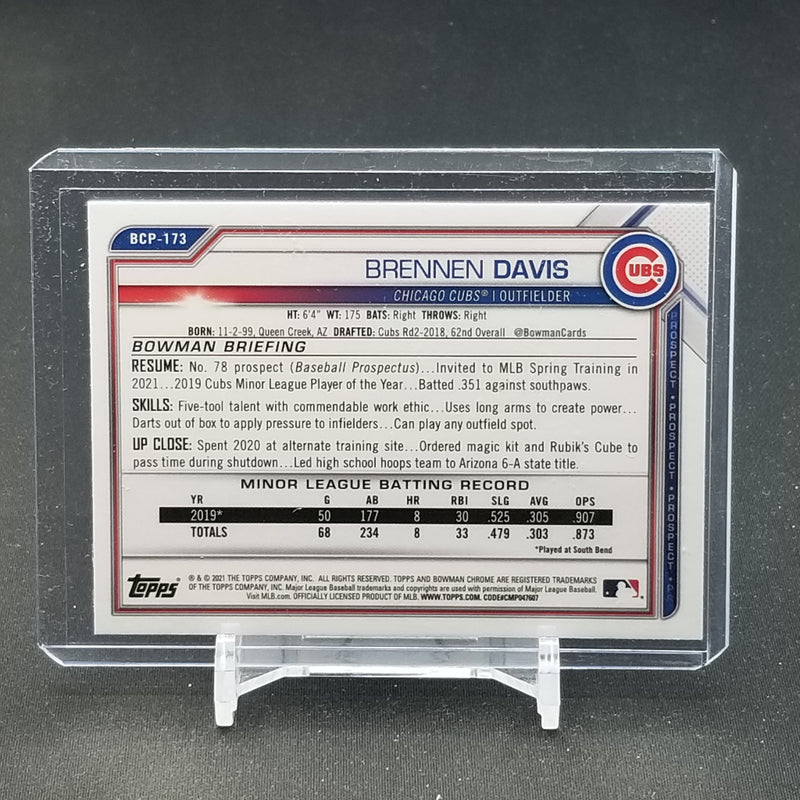 BCP-173
BRENNEN DAVIS
CUBS
CHICAGO CUBS® | OUTFIELDER
HT: 6'4" WT: 175 BATS: Right THROWS: Right
BORN: 11-2-99, Queen Creek, AZ DRAFTED: Cubs Rd2-2018, 62nd Overall @BowmanCards
BOWMAN BRIEFING
RESUME: No. 78 prospect (Baseball Prospectus)...Invited to MLB Spring Training in
2021...2019 Cubs Minor League Player of the Year...Batted .351 against southpaws.
SKILLS: Five-tool talent with commendable work ethic...Uses long arms to create power...
Darts out of box to apply pressure to infielders...Can play any outfield spot.
UP CLOSE: Spent 2020 at alternate training site...Ordered magic kit and Rubik's Cube to
pass time during shutdown...Led high school hoops team to Arizona 6-A state title.
MINOR LEAGUE BATTING RECORD
YR G AB HR RBI SLG AVG OPS
2019* 50 177 8 30 .525 .305 .907
TOTALS 68 234 8 33 .479 .303 .873
*Played at South Bend
PROSPECT • PROSPECT • PROSPECT • PROSPECT • PR
Topps®
® & © 2021 THE TOPPS COMPANY, INC. ALL RIGHTS RESERVED. TOPPS AND BOWMAN CHROME ARE REGISTERED TRADEMARKS
OF THE TOPPS COMPANY, INC. Major League Baseball trademarks and copyrights are used with permission of Major League Baseball.
Visit MLB.com. OFFICIALLY LICENSED PRODUCT OF MLB. WWW.TOPPS.COM. CODE#CMP047607